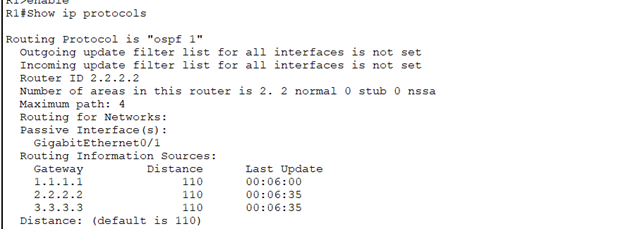 R1>enable
R1#Show ip protocols
Routing Protocol is "ospf 1"
Outgoing update filter list for all interfaces is not set
Incoming update filter list for all interfaces is not set
Router ID 2.2.2.2
Number of areas in this router is 2. 2 normal 0 stub 0 nssa
Maximum path: 4
Routing for Networks:
Passive Interface(s):
GigabitEthernet0/1
Routing Information Sources:
Gateway Distance Last Update
1.1.1.1 110 00:06:00
2.2.2.2 110 00:06:35
3.3.3.3 110 00:06:35
Distance: (default is 110)